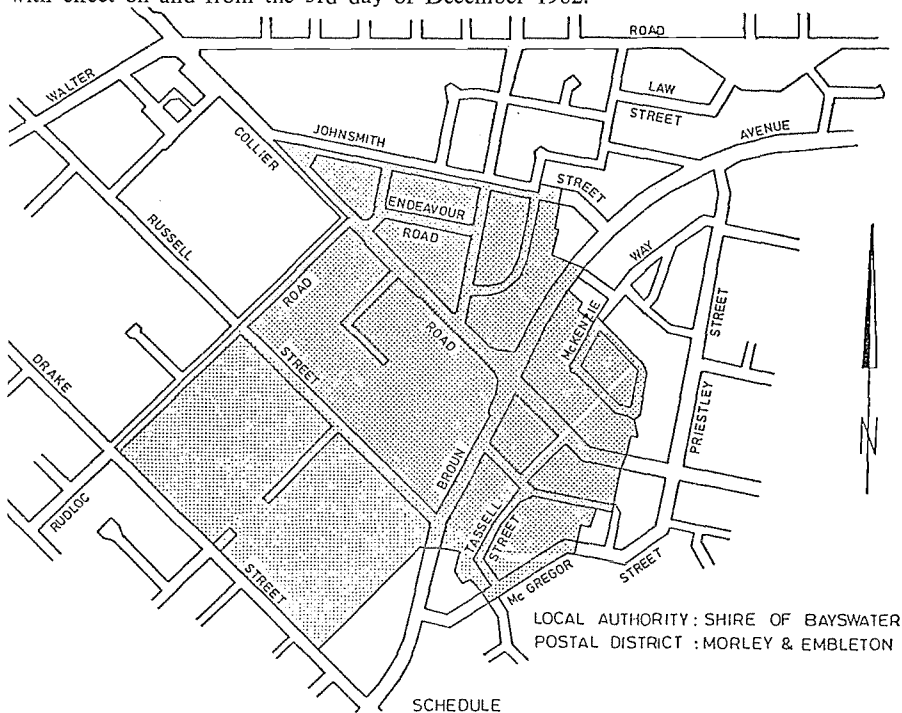 with effect on and from the 3rd day of December 1982.
ROAD
WALTER
LAW
STREET
AVENUE
COLLIER
JOHNSMITH
STREET
ENDEAVOUR
ROAD
RUSSELL
WAY
ROAD
ROAD
McKENZIE
STREET
STREET
DRAKE
PRIESTLEY
BROUN
RUDLOC
TASSELL
STREET
STREET
Mc GREGOR
STREET
LOCAL AUTHORITY : SHIRE OF BAYSWATER
POSTAL DISTRICT : MORLEY & EMBLETON
N
SCHEDULE